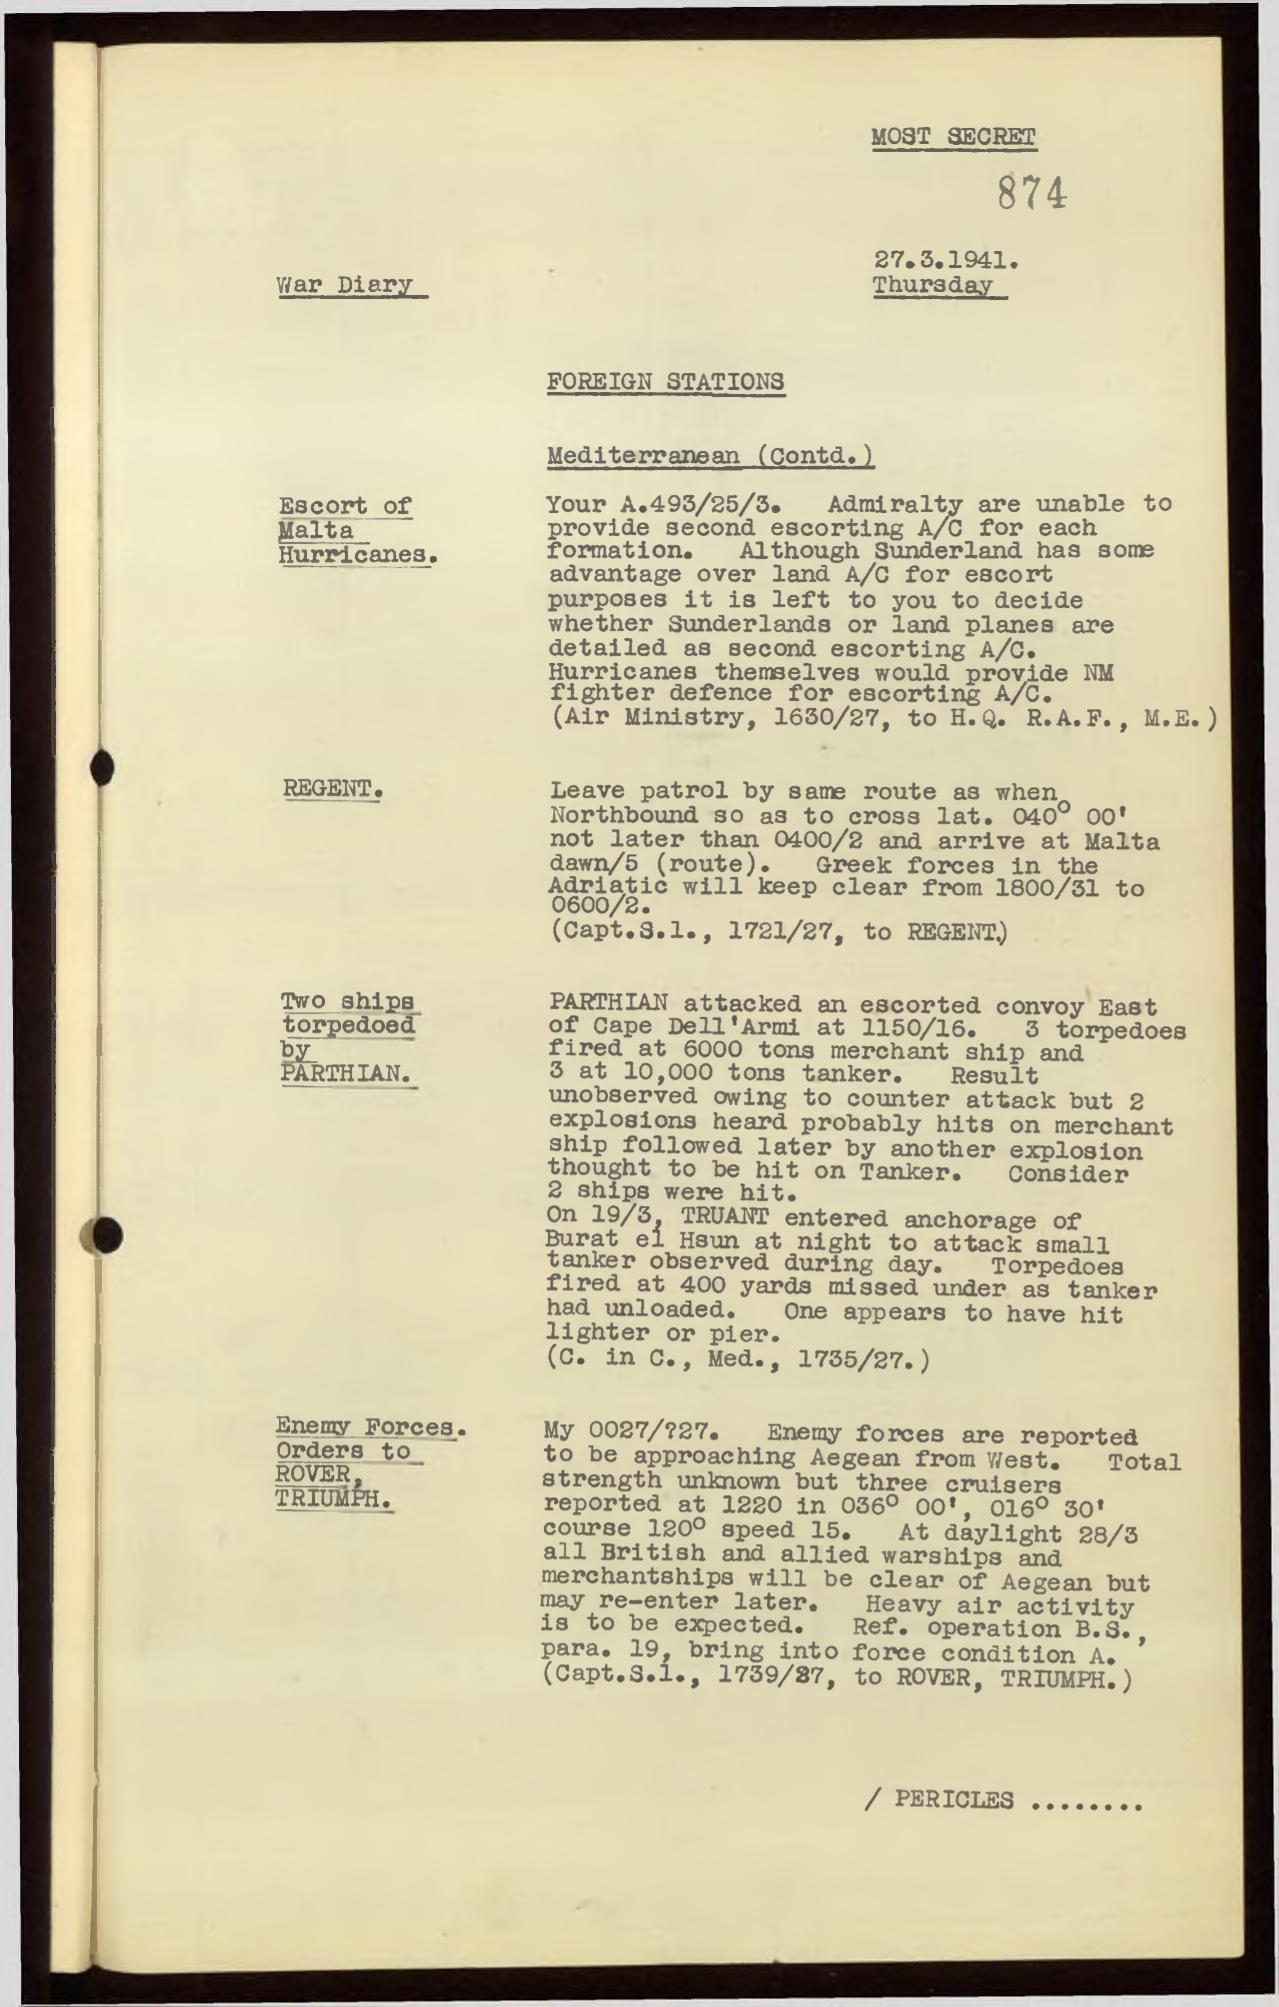 MOST SECRET
874
27.3.1941.
War Diary
Thursday
FOREIGN STATIONS
Mediterranean (Contd.)
Escort of
Malta
Hurricanes.
Your A.493/25/3. Admiralty are unable to
provide second escorting A/C for each
formation. Although Sunderland has some
advantage over land A/C for escort
purposes it is left to you to decide
whether Sunderlands or land planes are
detailed as second escorting A/C.
Hurricanes themselves would provide NM
fighter defence for escorting A/C.
(Air Ministry, 1630/27, to H.Q. R.A.F., M.E.)
REGENT.
Leave patrol by same route as when
Northbound so as to cross lat. 040° 00'
not later than 0400/2 and arrive at Malta
dawn/5 (route). Greek forces in the
Adriatic will keep clear from 1800/31 to
0600/2.
(Capt.S.1., 1721/27, to REGENT.)
Two ships
torpedoed
by
PARTHIAN.
PARTHIAN attacked an escorted convoy East
of Cape Dell'Armi at 1150/16. 3 torpedoes
fired at 6000 tons merchant ship and
3 at 10,000 tons tanker. Result
unobserved owing to counter attack but 2
explosions heard probably hits on merchant
ship followed later by another explosion
thought to be hit on Tanker. Consider
2 ships were hit.
On 19/3, TRUANT entered anchorage of
Burat el Hsun at night to attack small
tanker observed during day. Torpedoes
fired at 400 yards missed under as tanker
had unloaded. One appears to have hit
lighter or pier.
(C. in C., Med., 1735/27.)
Enemy Forces.
Orders to
ROVER,
TRIUMPH.
My 0027/?27. Enemy forces are reported
to be approaching Aegean from West. Total
strength unknown but three cruisers
reported at 1220 in 036° 00', 016° 30'
course 120° speed 15. At daylight 28/3
all British and allied warships and
merchantships will be clear of Aegean but
may re-enter later. Heavy air activity
is to be expected. Ref. operation B.S.,
para. 19, bring into force condition A.
(Capt.S.1., 1739/27, to ROVER, TRIUMPH.)
/ PERICLES ........